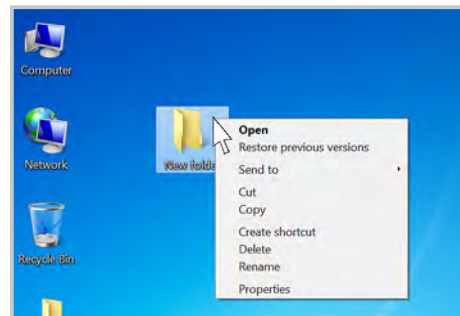 Computer
Network
Recycle Bin
New folde
Open
Restore previous versions
Send to
Cut
Copy
Create shortcut
Delete
Rename
Properties